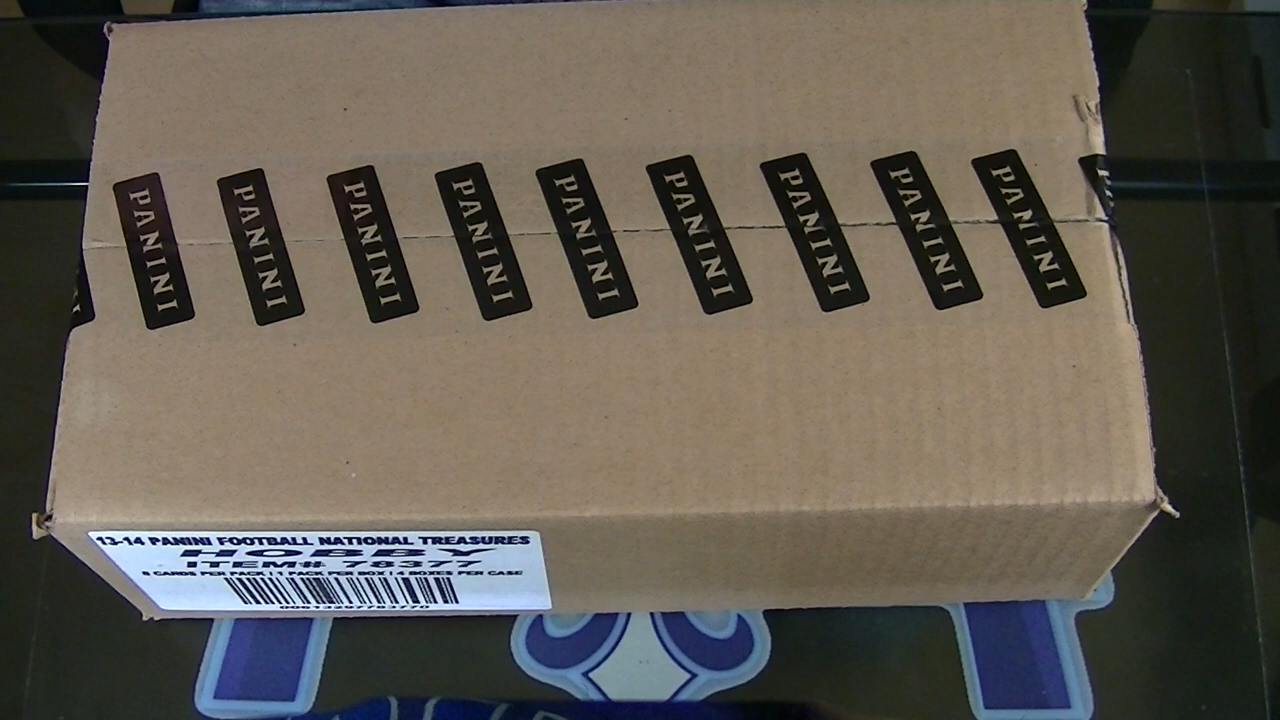 PANINI PANINI PANINI PANINI PANINI PANINI PANINI PANINI PANINI
13-14 PANINI FOOTBALL NATIONAL TREASURES
HOBBY
ITEM# 78377
CARDS PER PACK | 1 PACK PER BOX | 4 BOXES PER CASE